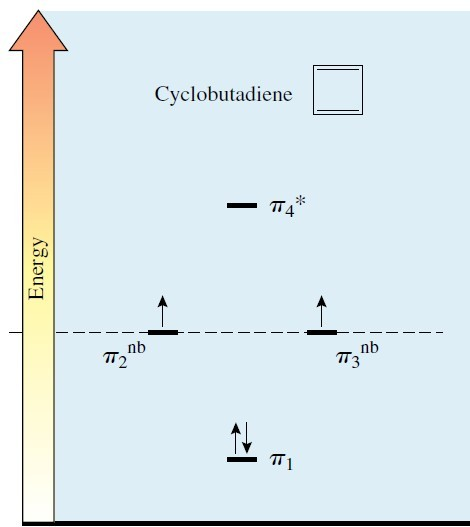 Cyclobutadiene
π4*
Energy
π2nb
π3nb
π1